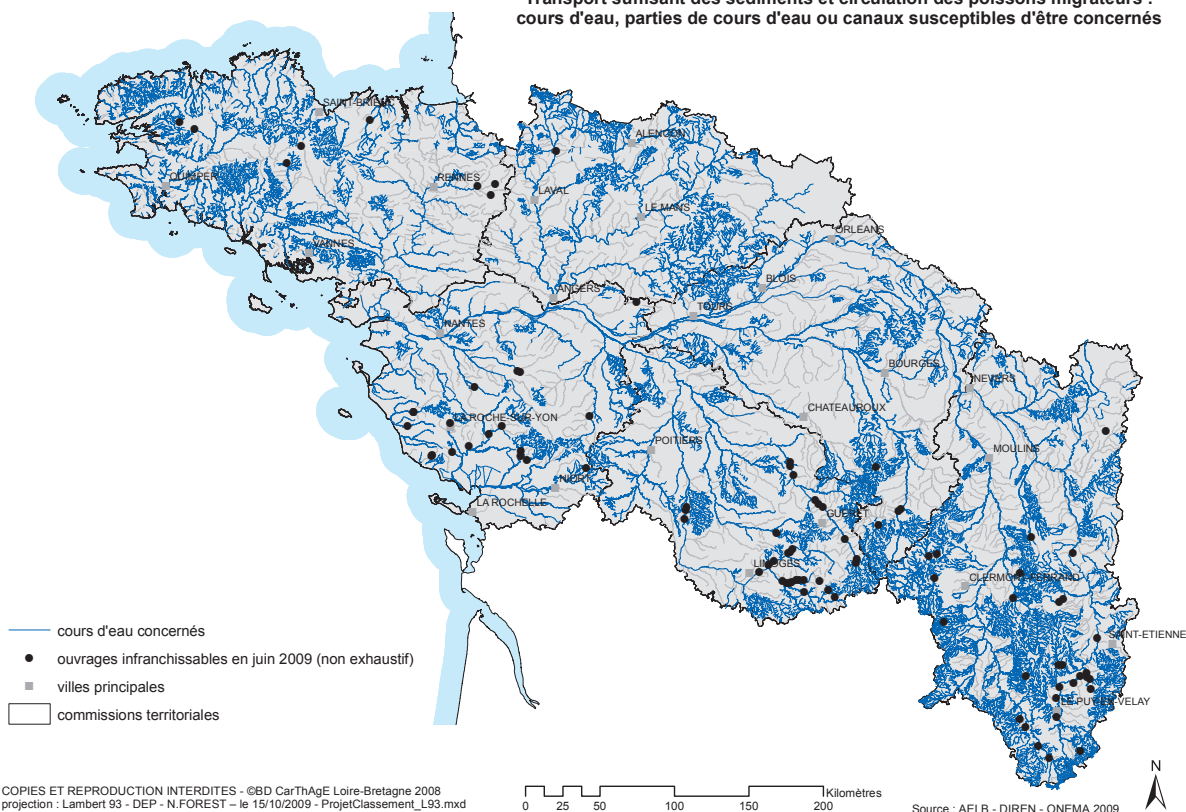 Transport suffisant des sédiments et circulation des poissons migrateurs :
cours d'eau, parties de cours d'eau ou canaux susceptibles d'être concernés
SAINT-BRIEUC
ALENCON
QUIMPER
RENNES
LAVAL
LE MANS
VANNES
ORLEANS
BLOIS
ANGERS
TOURS
NANTES
BOURGES
NEVERS
CHATEAUROUX
LA ROCHE-SUR-YON
POITIERS
MOULINS
NIORT
LA ROCHELLE
GUERET
LIMOGES
CLERMONT-FERRAND
SAINT-ETIENNE
LE PUY-EN-VELAY
cours d'eau concernés
ouvrages infranchissables en juin 2009 (non exhaustif)
villes principales
commissions territoriales
COPIES ET REPRODUCTION INTERDITES - ©BD CarThAgE Loire-Bretagne 2008
projection : Lambert 93 - DEP - N.FOREST – le 15/10/2009 - ProjetClassement_L93.mxd
Kilomètres
0 25 50 100 150 200
N
Source : AELB - DIREN - ONEMA 2009